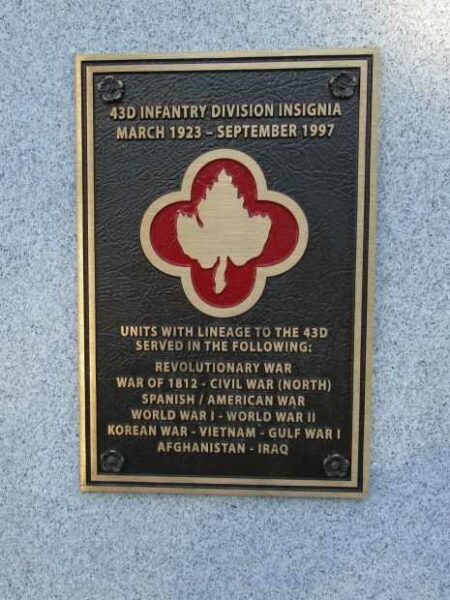 43D INFANTRY DIVISION INSIGNIA
MARCH 1923 – SEPTEMBER 1997
UNITS WITH LINEAGE TO THE 43D
SERVED IN THE FOLLOWING:
REVOLUTIONARY WAR
WAR OF 1812 - CIVIL WAR (NORTH)
SPANISH / AMERICAN WAR
WORLD WAR I - WORLD WAR II
KOREAN WAR - VIETNAM - GULF WAR I
AFGHANISTAN - IRAQ